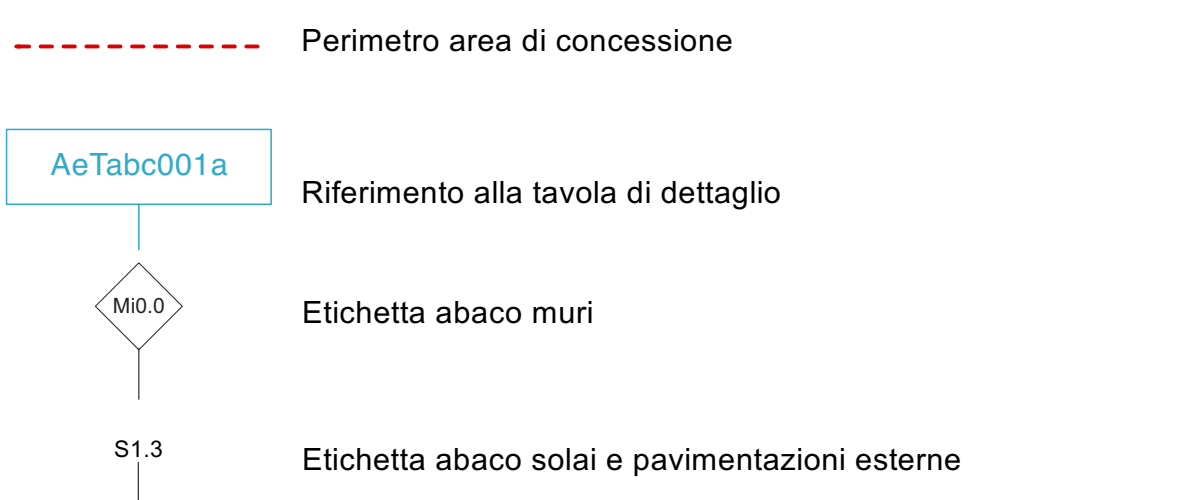 Perimetro area di concessione
AeTabc001a
Riferimento alla tavola di dettaglio
Mi0.0
Etichetta abaco muri
S1.3
Etichetta abaco solai e pavimentazioni esterne